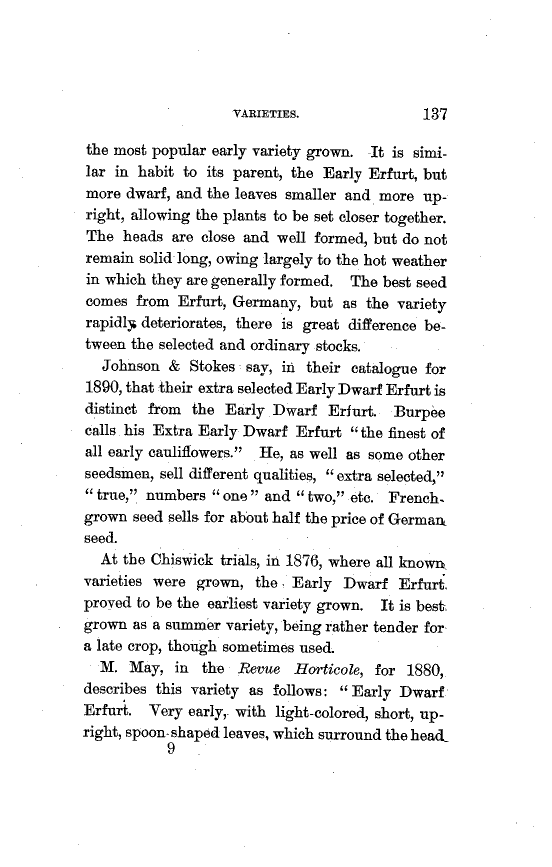 VARIETIES. 137
the most popular early variety grown. It is simi-
lar in habit to its parent, the Early Erfurt, but
more dwarf, and the leaves smaller and more up-
right, allowing the plants to be set closer together.
The heads are close and well formed, but do not
remain solid long, owing largely to the hot weather
in which they are generally formed. The best seed
comes from Erfurt, Germany, but as the variety
rapidly deteriorates, there is great difference be-
tween the selected and ordinary stocks.
Johnson & Stokes say, in their catalogue for
1890, that their extra selected Early Dwarf Erfurt is
distinct from the Early Dwarf Erfurt. Burpee
calls his Extra Early Dwarf Erfurt "the finest of
all early cauliflowers." He, as well as some other
seedsmen, sell different qualities, "extra selected,"
"true," numbers "one" and "two," etc. French-
grown seed sells for about half the price of German
seed.
At the Chiswick trials, in 1876, where all known
varieties were grown, the Early Dwarf Erfurt
proved to be the earliest variety grown. It is best
grown as a summer variety, being rather tender for
a late crop, though sometimes used.
M. May, in the Revue Horticole, for 1880,
describes this variety as follows: "Early Dwarf
Erfurt. Very early, with light-colored, short, up-
right, spoon-shaped leaves, which surround the head
9